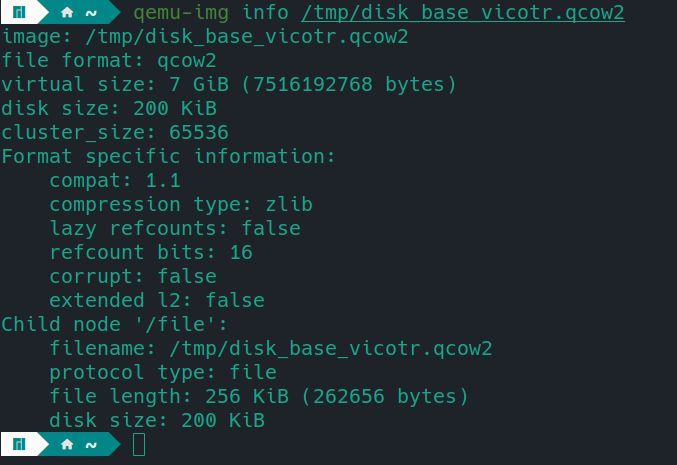 ~ qemu-img info /tmp/disk_base_vicotr.qcow2
image: /tmp/disk_base_vicotr.qcow2
file format: qcow2
virtual size: 7 GiB (7516192768 bytes)
disk size: 200 KiB
cluster_size: 65536
Format specific information:
    compat: 1.1
    compression type: zlib
    lazy refcounts: false
    refcount bits: 16
    corrupt: false
    extended l2: false
Child node '/file':
    filename: /tmp/disk_base_vicotr.qcow2
    protocol type: file
    file length: 256 KiB (262656 bytes)
    disk size: 200 KiB
~